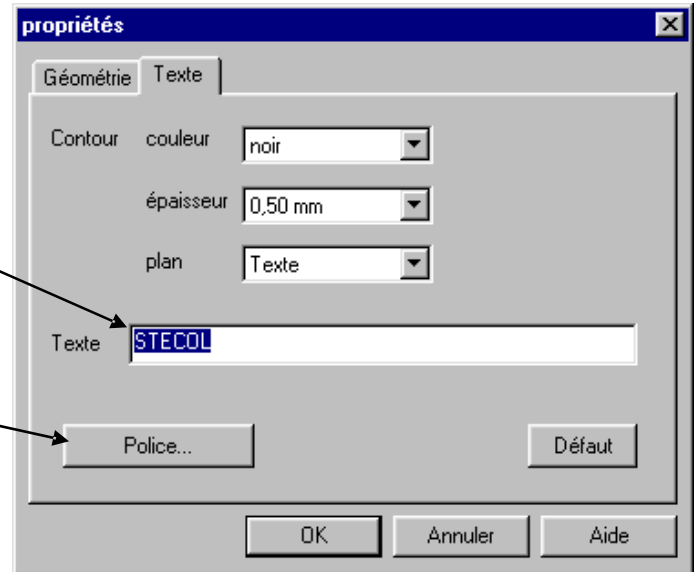 propriétés
Géométrie Texte
Contour couleur noir
épaisseur 0,50 mm
plan Texte
Texte STECOL
Police... Défaut
OK Annuler Aide